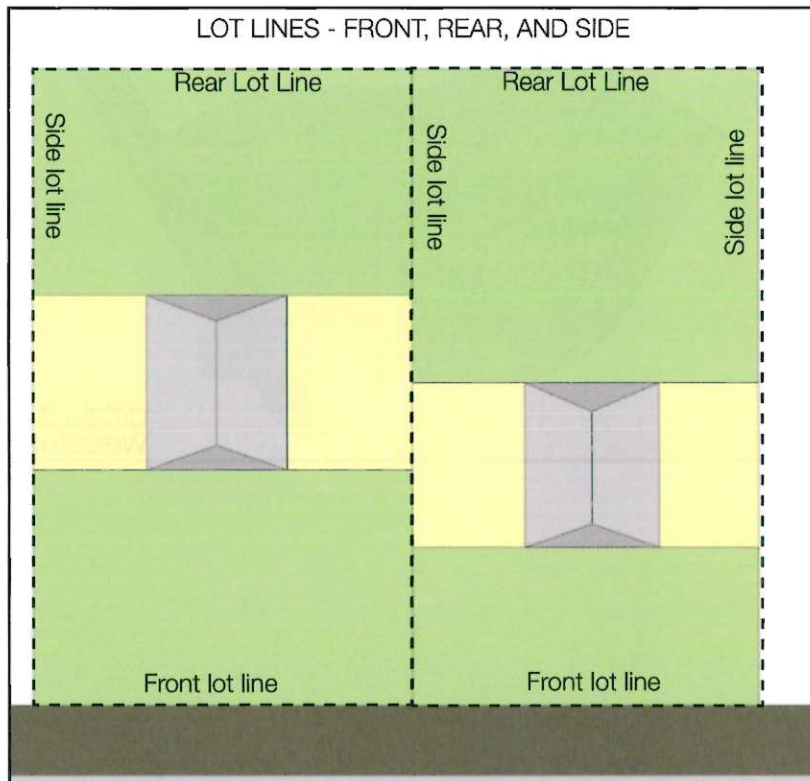 LOT LINES - FRONT, REAR, AND SIDE
Rear Lot Line
Rear Lot Line
Side lot line
Side lot line
Side lot line
Front lot line
Front lot line